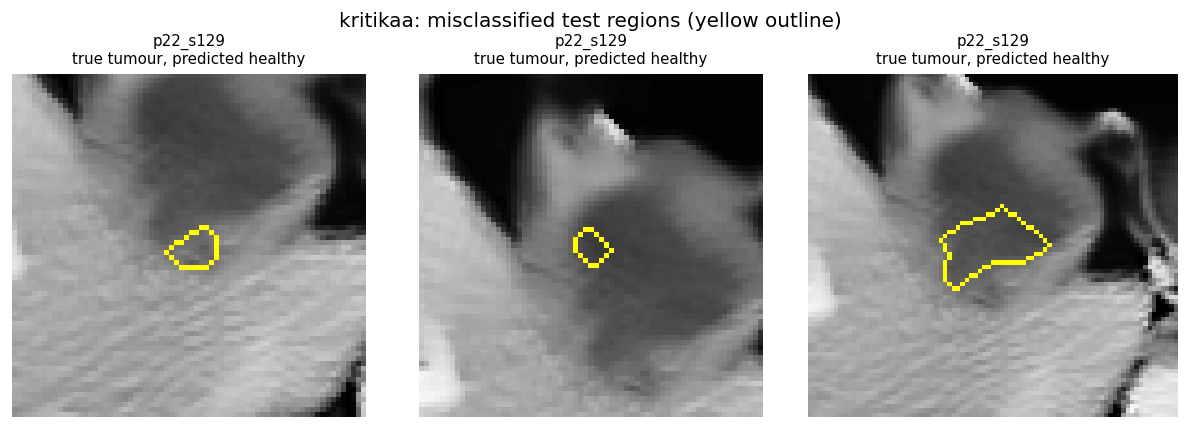 kritikaa: misclassified test regions (yellow outline)
p22_s129
true tumour, predicted healthy
p22_s129
true tumour, predicted healthy
p22_s129
true tumour, predicted healthy